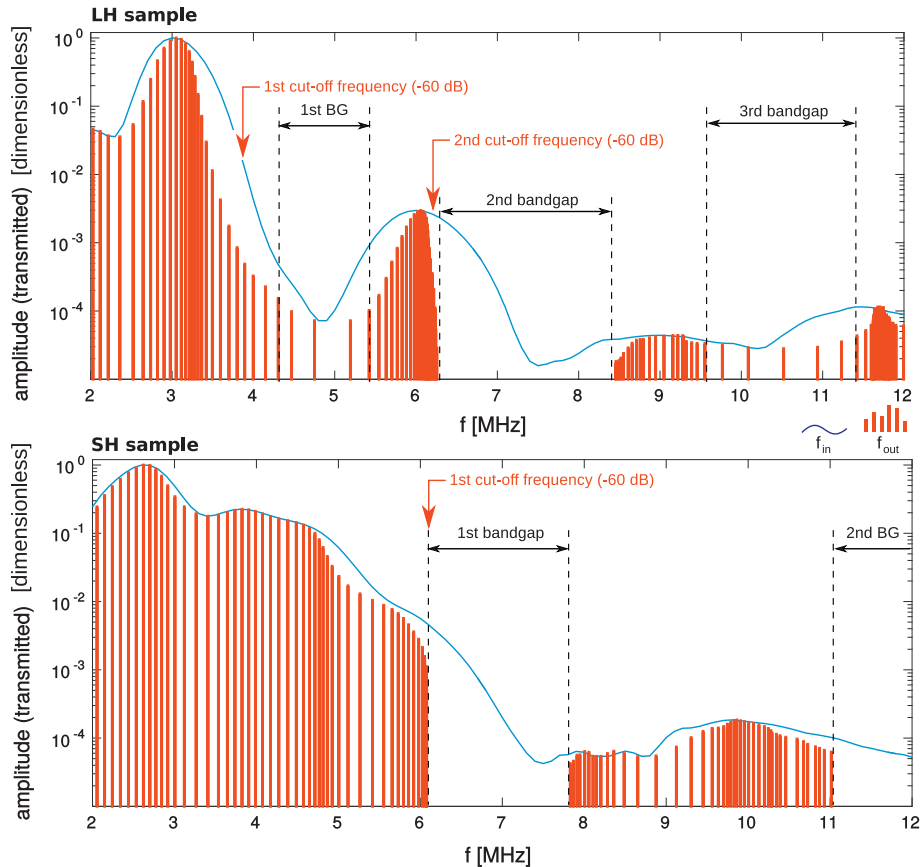 LH sample
amplitude (transmitted) [dimensionless]
10^0
10^-1
10^-2
10^-3
10^-4
1st cut-off frequency (-60 dB)
1st BG
2nd cut-off frequency (-60 dB)
2nd bandgap
3rd bandgap
2 3 4 5 6 7 8 9 10 11 12
f [MHz]
f_in f_out
SH sample
amplitude (transmitted) [dimensionless]
10^0
10^-1
10^-2
10^-3
10^-4
1st cut-off frequency (-60 dB)
1st bandgap
2nd BG
2 3 4 5 6 7 8 9 10 11 12
f [MHz]